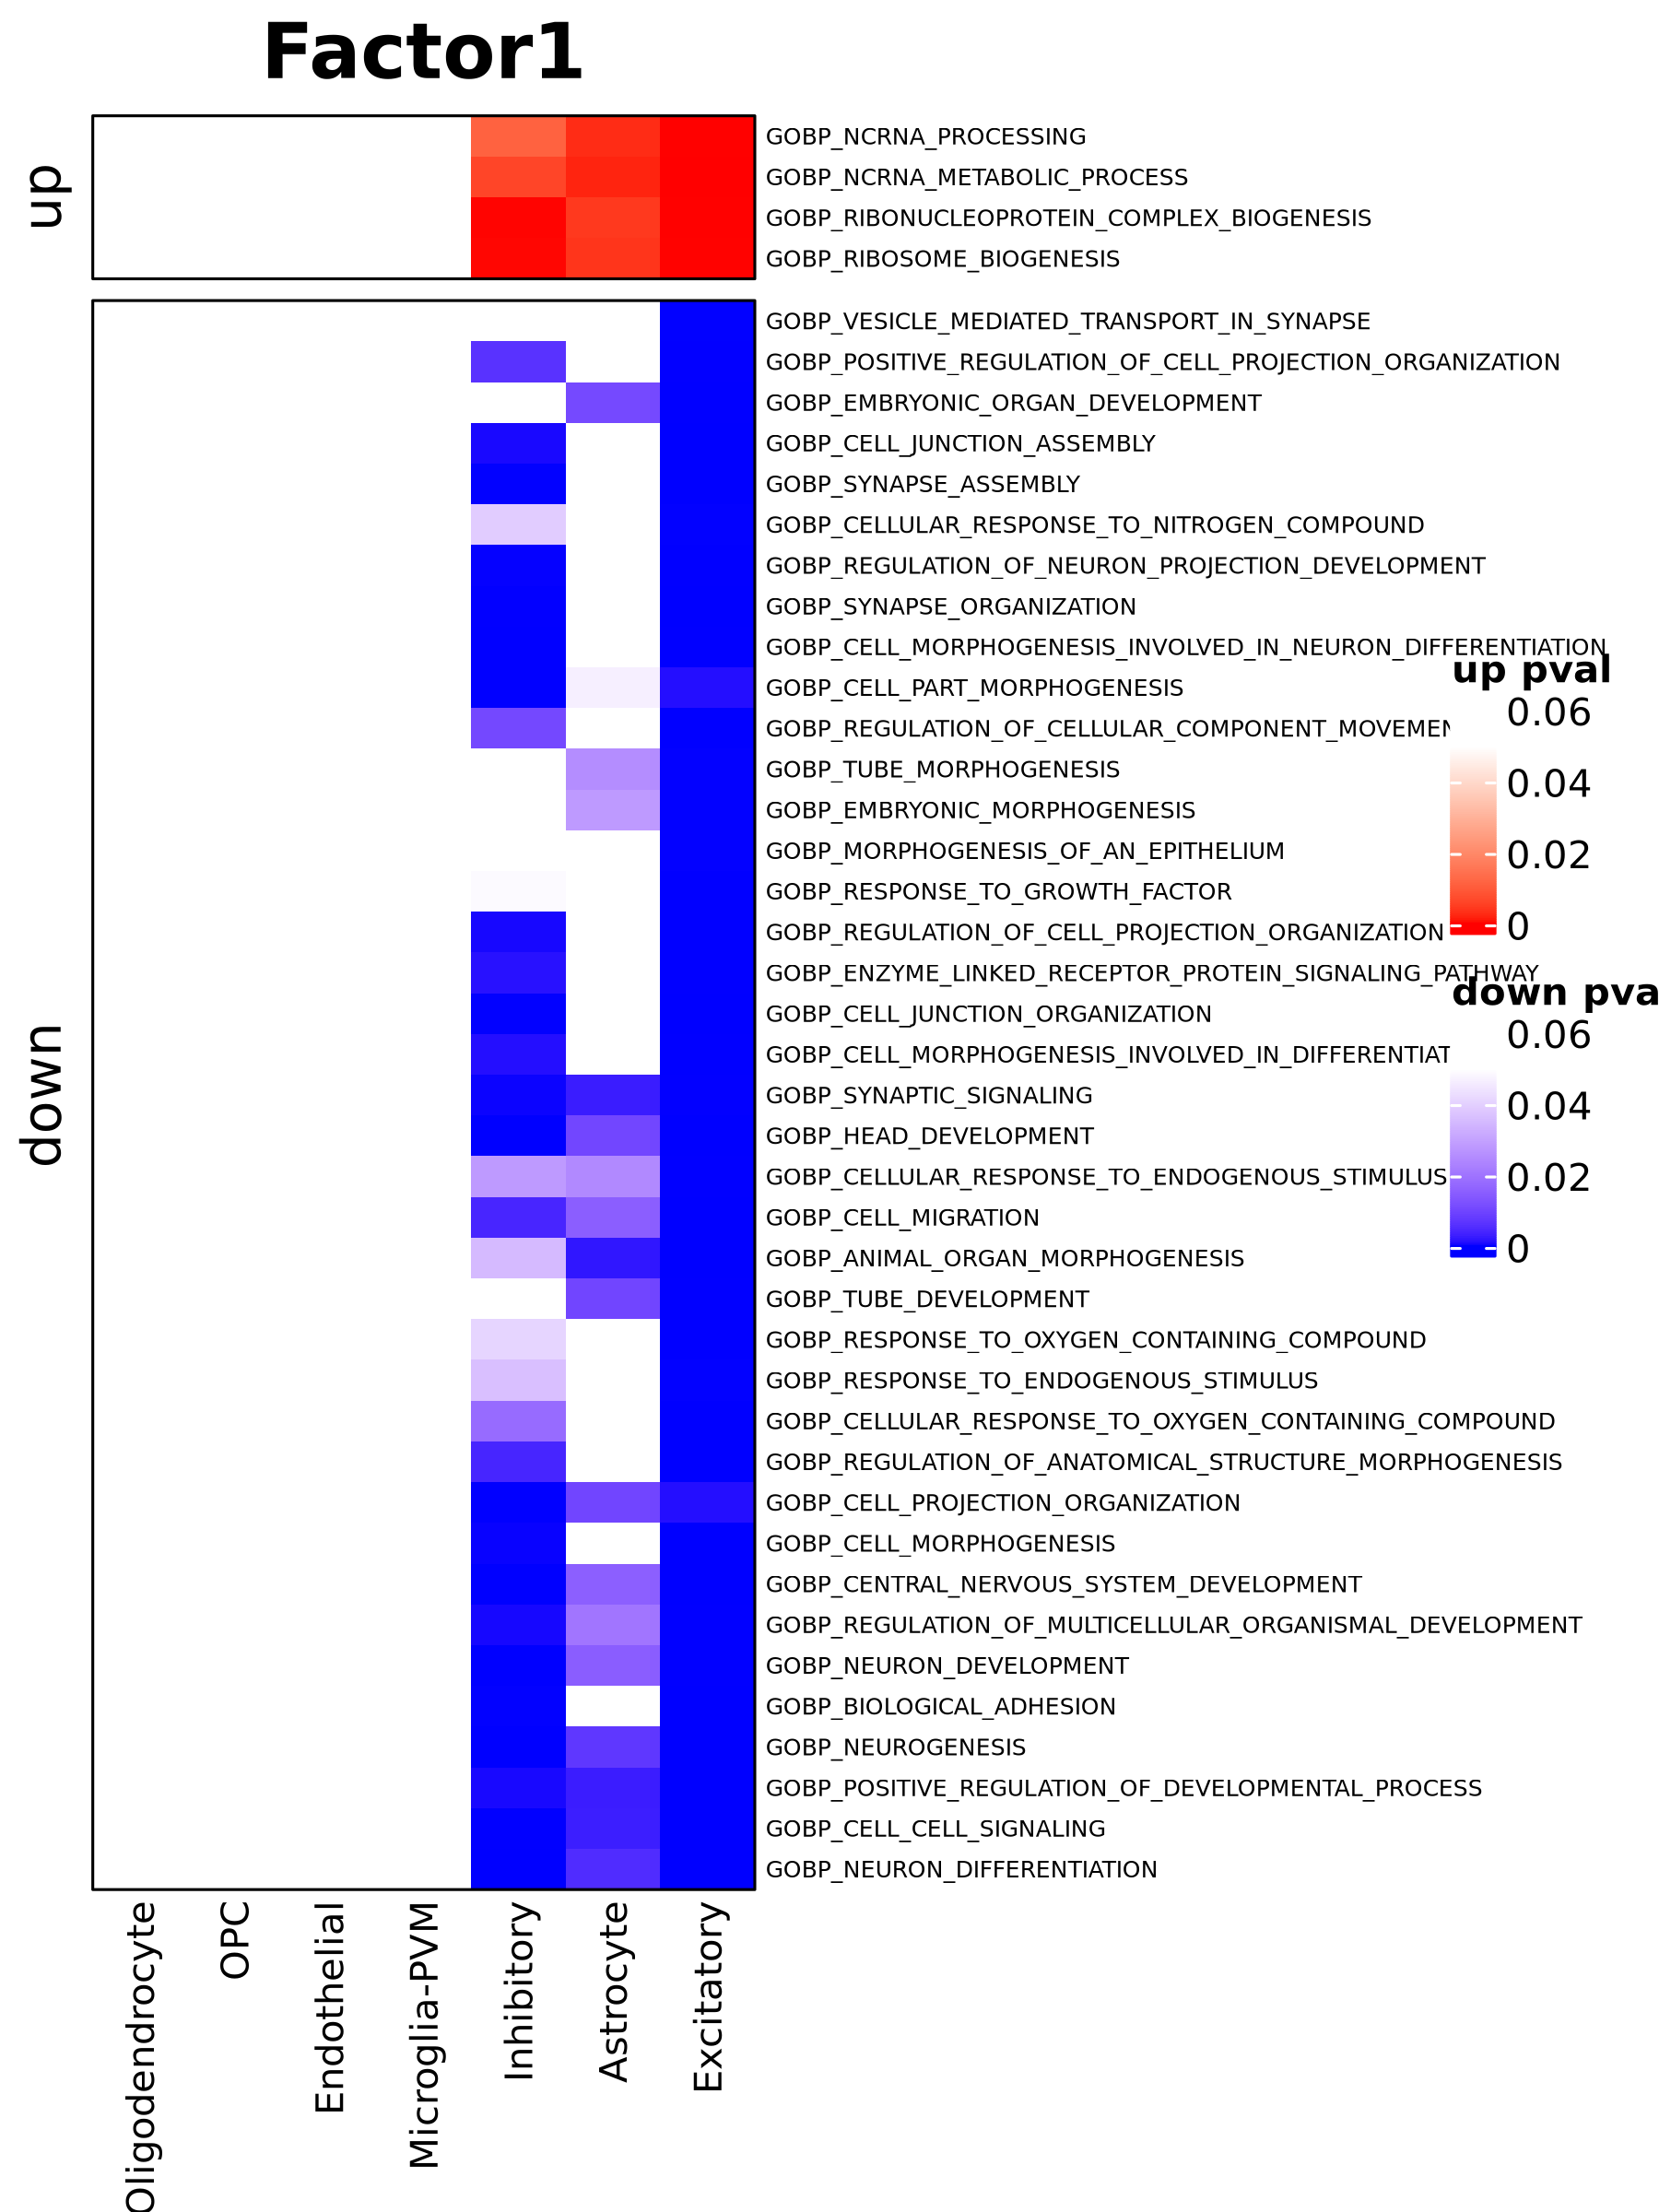 Factor1
up
GOBP_NCRNA_PROCESSING
GOBP_NCRNA_METABOLIC_PROCESS
GOBP_RIBONUCLEOPROTEIN_COMPLEX_BIOGENESIS
GOBP_RIBOSOME_BIOGENESIS
down
GOBP_VESICLE_MEDIATED_TRANSPORT_IN_SYNAPSE
GOBP_POSITIVE_REGULATION_OF_CELL_PROJECTION_ORGANIZATION
GOBP_EMBRYONIC_ORGAN_DEVELOPMENT
GOBP_CELL_JUNCTION_ASSEMBLY
GOBP_SYNAPSE_ASSEMBLY
GOBP_CELLULAR_RESPONSE_TO_NITROGEN_COMPOUND
GOBP_REGULATION_OF_NEURON_PROJECTION_DEVELOPMENT
GOBP_SYNAPSE_ORGANIZATION
GOBP_CELL_MORPHOGENESIS_INVOLVED_IN_NEURON_DIFFERENTIATION
GOBP_CELL_PART_MORPHOGENESIS
GOBP_REGULATION_OF_CELLULAR_COMPONENT_MOVEMEN
GOBP_TUBE_MORPHOGENESIS
GOBP_EMBRYONIC_MORPHOGENESIS
GOBP_MORPHOGENESIS_OF_AN_EPITHELIUM
GOBP_RESPONSE_TO_GROWTH_FACTOR
GOBP_REGULATION_OF_CELL_PROJECTION_ORGANIZATION
GOBP_ENZYME_LINKED_RECEPTOR_PROTEIN_SIGNALING_PATHWAY
GOBP_CELL_JUNCTION_ORGANIZATION
GOBP_CELL_MORPHOGENESIS_INVOLVED_IN_DIFFERENTIAT
GOBP_SYNAPTIC_SIGNALING
GOBP_HEAD_DEVELOPMENT
GOBP_CELLULAR_RESPONSE_TO_ENDOGENOUS_STIMULUS
GOBP_CELL_MIGRATION
GOBP_ANIMAL_ORGAN_MORPHOGENESIS
GOBP_TUBE_DEVELOPMENT
GOBP_RESPONSE_TO_OXYGEN_CONTAINING_COMPOUND
GOBP_RESPONSE_TO_ENDOGENOUS_STIMULUS
GOBP_CELLULAR_RESPONSE_TO_OXYGEN_CONTAINING_COMPOUND
GOBP_REGULATION_OF_ANATOMICAL_STRUCTURE_MORPHOGENESIS
GOBP_CELL_PROJECTION_ORGANIZATION
GOBP_CELL_MORPHOGENESIS
GOBP_CENTRAL_NERVOUS_SYSTEM_DEVELOPMENT
GOBP_REGULATION_OF_MULTICELLULAR_ORGANISMAL_DEVELOPMENT
GOBP_NEURON_DEVELOPMENT
GOBP_BIOLOGICAL_ADHESION
GOBP_NEUROGENESIS
GOBP_POSITIVE_REGULATION_OF_DEVELOPMENTAL_PROCESS
GOBP_CELL_CELL_SIGNALING
GOBP_NEURON_DIFFERENTIATION
Oligodendrocyte
OPC
Endothelial
Microglia-PVM
Inhibitory
Astrocyte
Excitatory
up pval
0.06
0.04
0.02
0
down pva
0.06
0.04
0.02
0